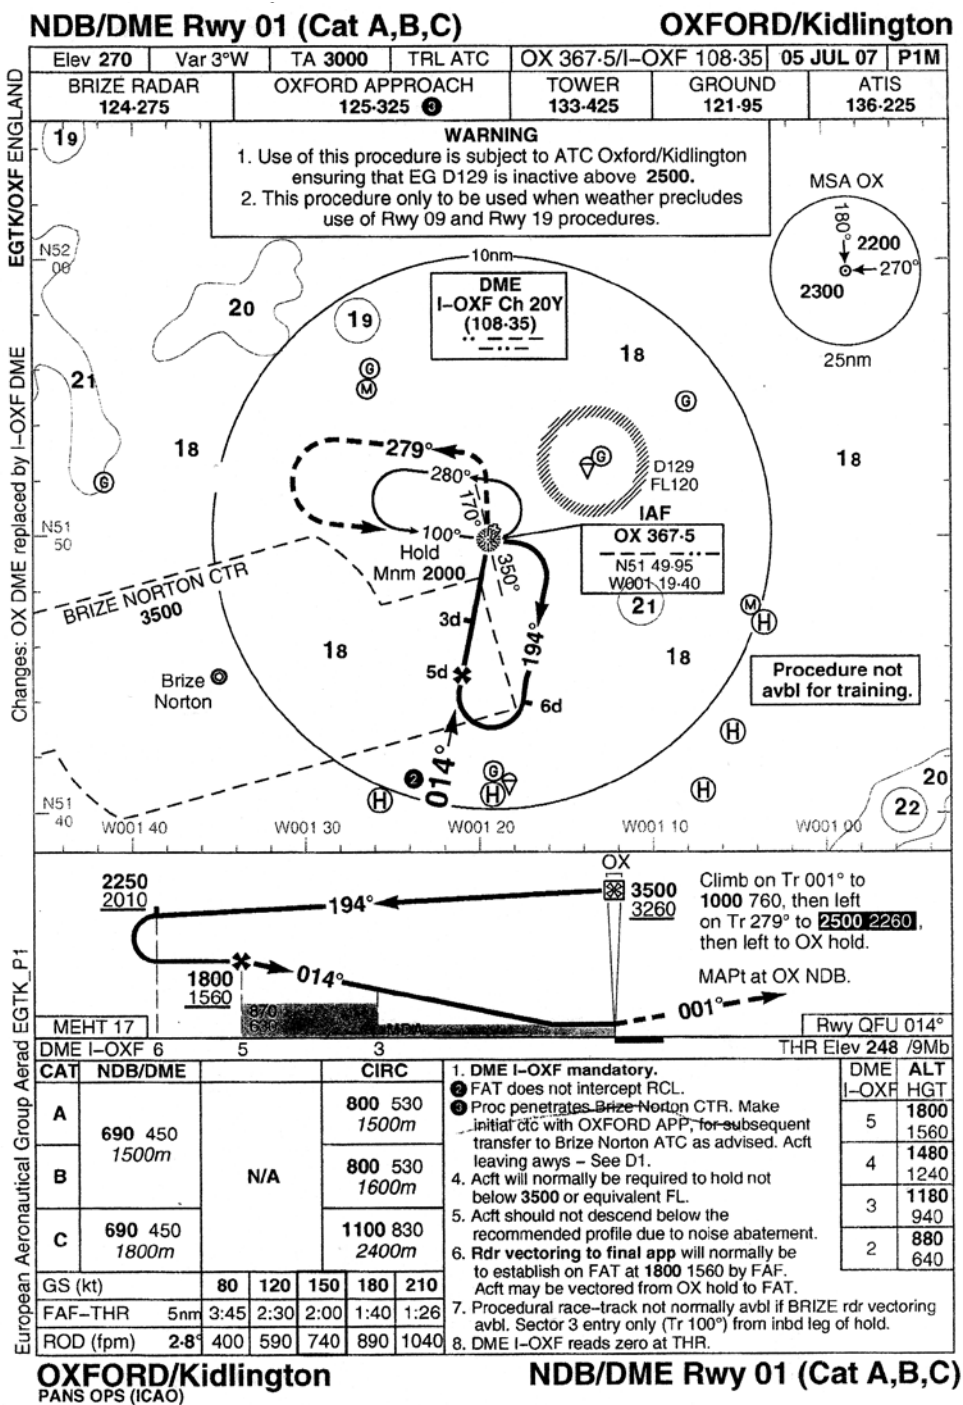 NDB/DME Rwy 01 (Cat A,B,C) OXFORD/Kidlington
Elev 270 Var 3°W TA 3000 TRL ATC OX 367·5/I–OXF 108·35 05 JUL 07 P1M
BRIZE RADAR OXFORD APPROACH TOWER GROUND ATIS
124·275 125·325 3 133·425 121·95 136·225
EGTK/OXF ENGLAND
Changes: OX DME replaced by I–OXF DME
European Aeronautical Group Aerad EGTK_P1
WARNING
1. Use of this procedure is subject to ATC Oxford/Kidlington
ensuring that EG D129 is inactive above 2500.
2. This procedure only to be used when weather precludes
use of Rwy 09 and Rwy 19 procedures.
19
MSA OX
180°
2200
270°
2300
25nm
N52
00
10nm
DME
I–OXF Ch 20Y
(108·35)
20
19
18
21
G
M
G
18
279°
G
D129
FL120
18
G
280°
170°
IAF
N51
50
100°
OX 367·5
N51 49·95
W001 19·40
Hold
Mnm 2000
350°
BRIZE NORTON CTR
3500
21
M
H
3d
194°
18
18
Procedure not
avbl for training.
Brize
Norton
5d
6d
H
014°
2
G
H
H
H
20
22
N51
40
W001 40 W001 30 W001 20 W001 10 W001 00
OX
2250
2010
194°
3500
3260
Climb on Tr 001° to
1000 760, then left
on Tr 279° to 2500 2260,
then left to OX hold.
1800
1560
014°
MAPt at OX NDB.
870
630
MDA
001°
MEHT 17
Rwy QFU 014°
DME I–OXF 6 5 3 THR Elev 248 /9Mb
CAT NDB/DME CIRC
A 690 450 1500m N/A 800 530 1500m
B 800 530 1600m
C 690 450 1800m 1100 830 2400m
GS (kt) 80 120 150 180 210
FAF–THR 5nm 3:45 2:30 2:00 1:40 1:26
ROD (fpm) 2·8° 400 590 740 890 1040
1. DME I–OXF mandatory.
2 FAT does not intercept RCL.
3 Proc penetrates Brize Norton CTR. Make
initial ctc with OXFORD APP, for subsequent
transfer to Brize Norton ATC as advised. Acft
leaving awys – See D1.
4. Acft will normally be required to hold not
below 3500 or equivalent FL.
5. Acft should not descend below the
recommended profile due to noise abatement.
6. Rdr vectoring to final app will normally be
to establish on FAT at 1800 1560 by FAF.
Acft may be vectored from OX hold to FAT.
7. Procedural race–track not normally avbl if BRIZE rdr vectoring
avbl. Sector 3 entry only (Tr 100°) from inbd leg of hold.
8. DME I–OXF reads zero at THR.
DME ALT
I–OXF HGT
5 1800 1560
4 1480 1240
3 1180 940
2 880 640
OXFORD/Kidlington NDB/DME Rwy 01 (Cat A,B,C)
PANS OPS (ICAO)